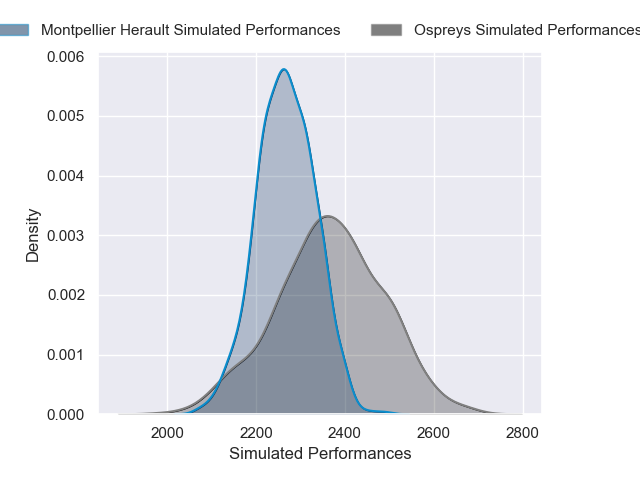 Montpellier Herault Simulated Performances
Ospreys Simulated Performances
0.006
0.005
0.004
0.003
0.002
0.001
0.000
Density
2000 2200 2400 2600 2800
Simulated Performances